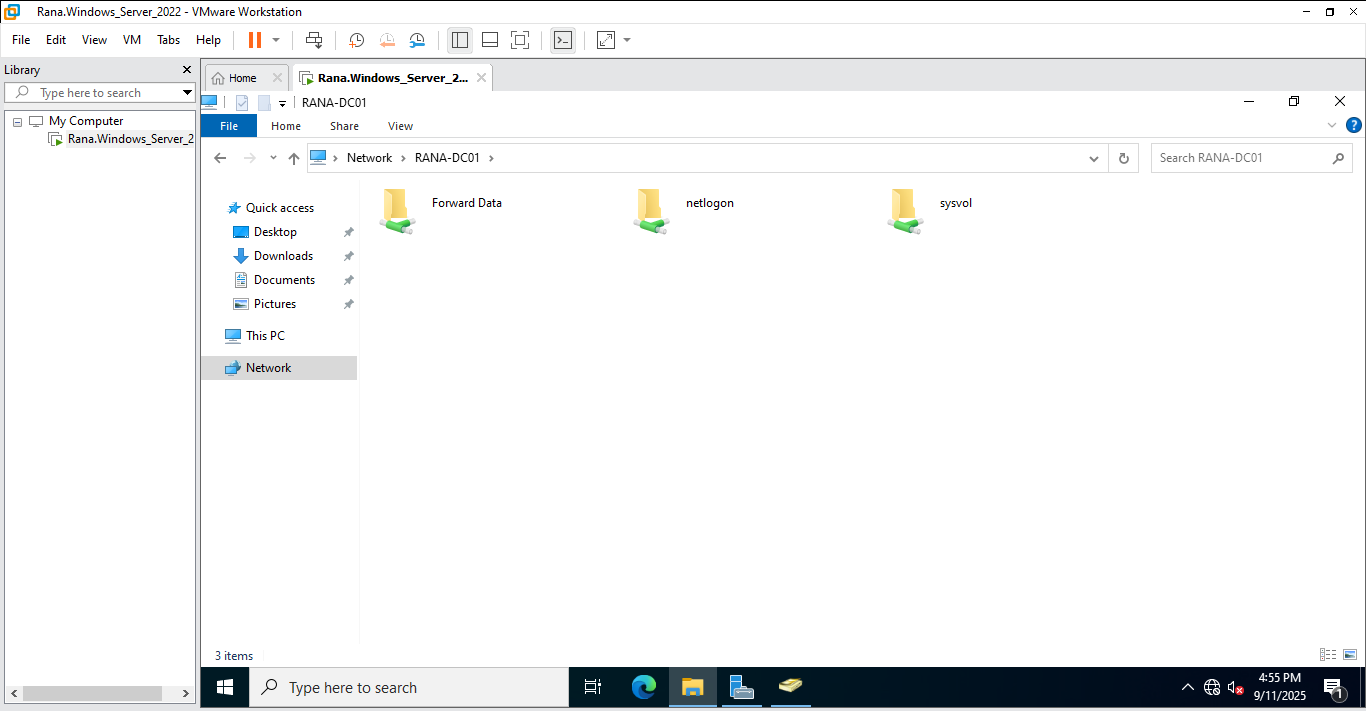 Rana.Windows_Server_2022 - VMware Workstation
File Edit View VM Tabs Help
Library
Type here to search
My Computer
Rana.Windows_Server_2
Home
Rana.Windows_Server_2...
RANA-DC01
File Home Share View
?
Network > RANA-DC01 >
Search RANA-DC01
Quick access
Desktop
Downloads
Documents
Pictures
This PC
Network
Forward Data
netlogon
sysvol
3 items
Type here to search
4:55 PM
9/11/2025
1